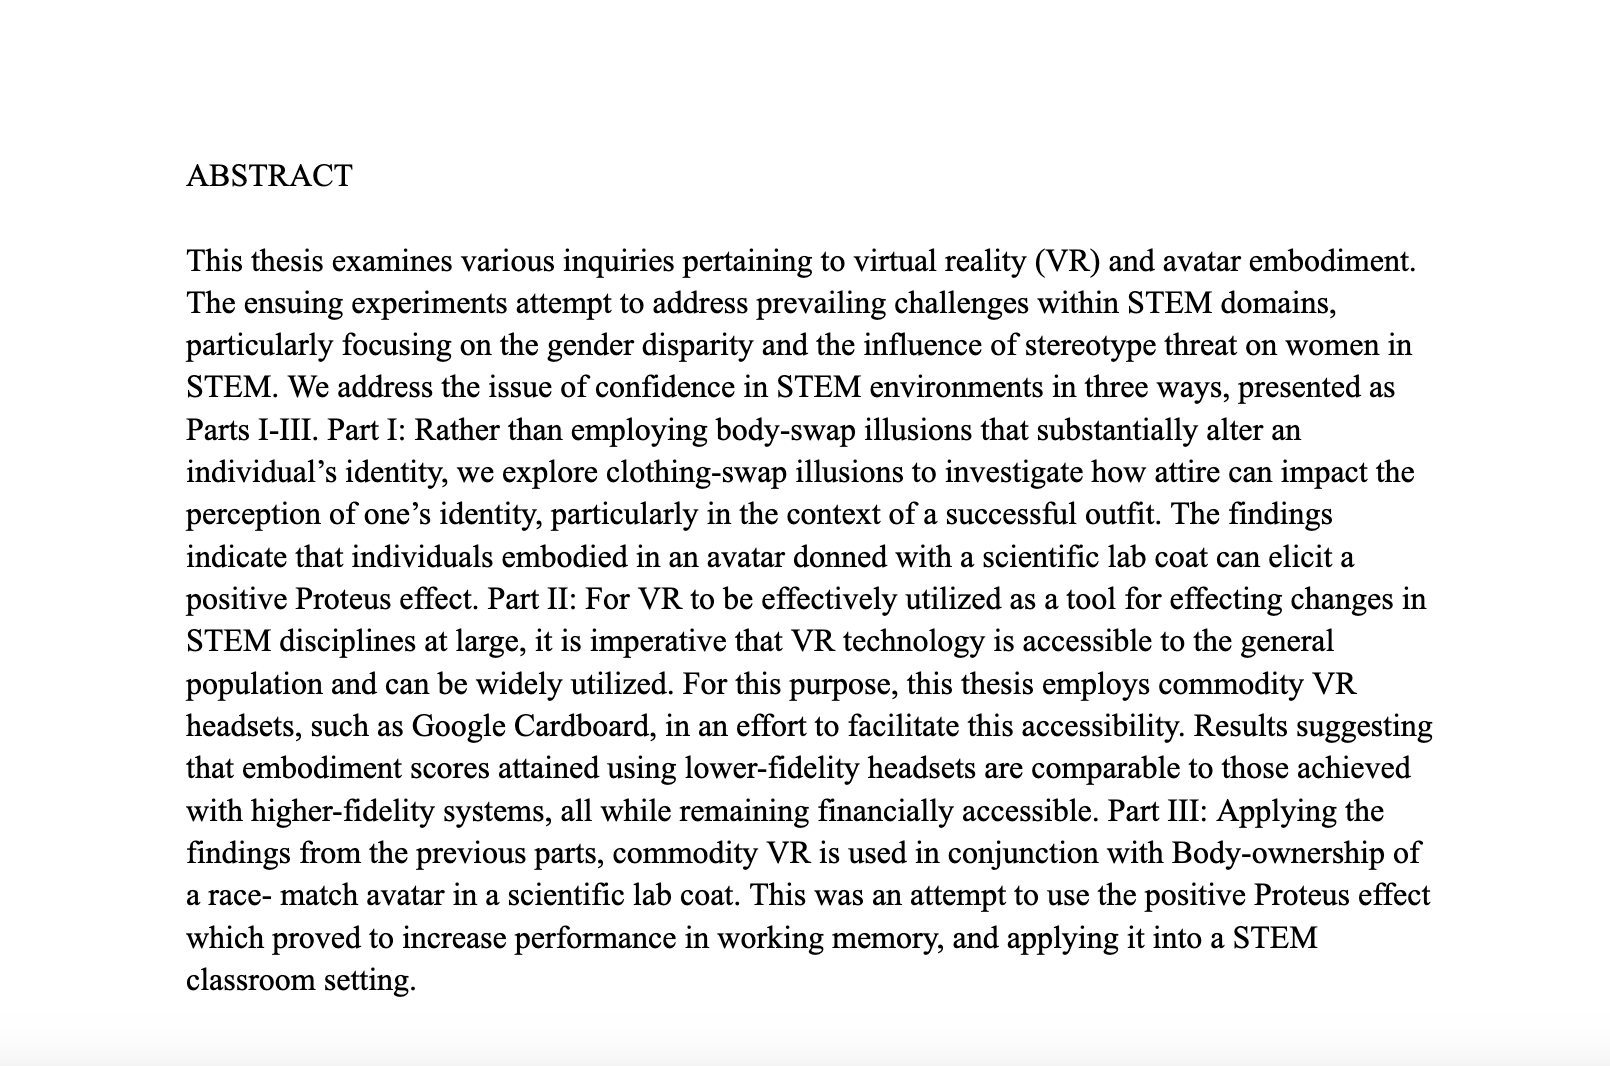 ABSTRACT
This thesis examines various inquiries pertaining to virtual reality (VR) and avatar embodiment.
The ensuing experiments attempt to address prevailing challenges within STEM domains,
particularly focusing on the gender disparity and the influence of stereotype threat on women in
STEM. We address the issue of confidence in STEM environments in three ways, presented as
Parts I-III. Part I: Rather than employing body-swap illusions that substantially alter an
individual’s identity, we explore clothing-swap illusions to investigate how attire can impact the
perception of one’s identity, particularly in the context of a successful outfit. The findings
indicate that individuals embodied in an avatar donned with a scientific lab coat can elicit a
positive Proteus effect. Part II: For VR to be effectively utilized as a tool for effecting changes in
STEM disciplines at large, it is imperative that VR technology is accessible to the general
population and can be widely utilized. For this purpose, this thesis employs commodity VR
headsets, such as Google Cardboard, in an effort to facilitate this accessibility. Results suggesting
that embodiment scores attained using lower-fidelity headsets are comparable to those achieved
with higher-fidelity systems, all while remaining financially accessible. Part III: Applying the
findings from the previous parts, commodity VR is used in conjunction with Body-ownership of
a race- match avatar in a scientific lab coat. This was an attempt to use the positive Proteus effect
which proved to increase performance in working memory, and applying it into a STEM
classroom setting.